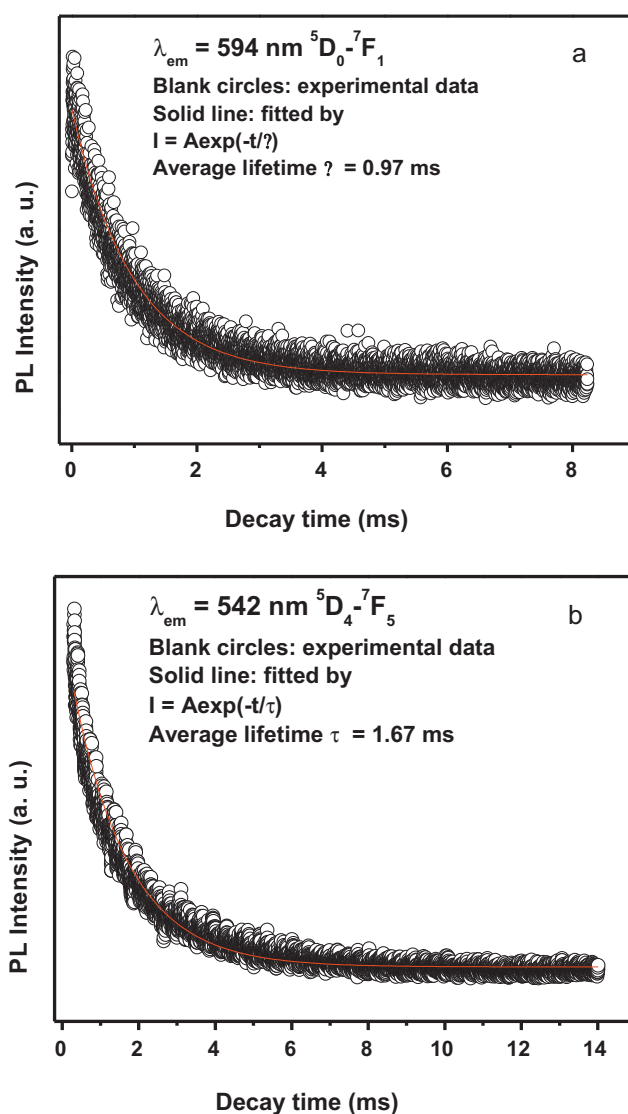 λem = 594 nm ⁵D₀-⁷F₁
a
Blank circles: experimental data
Solid line: fitted by
I = Aexp(-t/?)
Average lifetime ? = 0.97 ms
PL Intensity (a. u.)
0 2 4 6 8
Decay time (ms)
λem = 542 nm ⁵D₄-⁷F₅
b
Blank circles: experimental data
Solid line: fitted by
I = Aexp(-t/τ)
Average lifetime τ = 1.67 ms
PL Intensity (a. u.)
0 2 4 6 8 10 12 14
Decay time (ms)